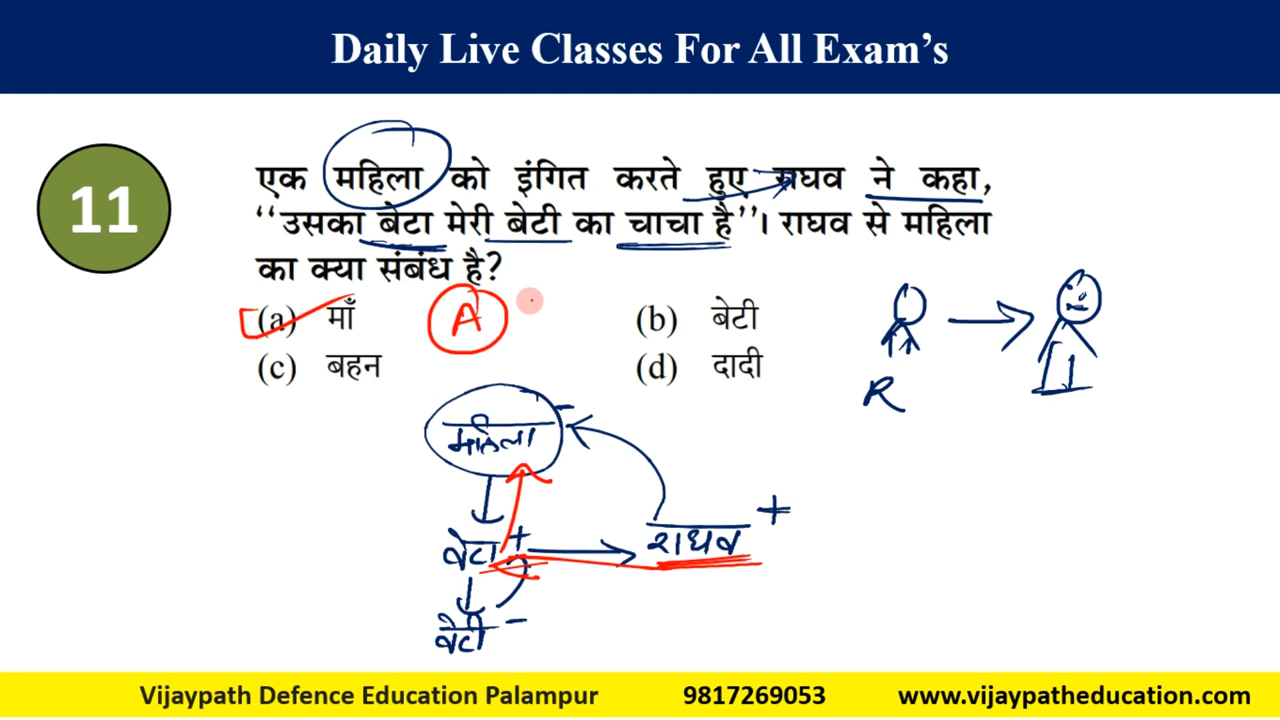 Daily Live Classes For All Exam’s
11
एक महिला को इंगित करते हुए राघव ने कहा,
‘‘उसका बेटा मेरी बेटी का चाचा है’’। राघव से महिला
का क्या संबंध है?
(a) माँ
A
(b) बेटी
(c) बहन
(d) दादी
R
महिला −
बेटा +
राघव +
बेटी −
Vijaypath Defence Education Palampur 9817269053 www.vijaypatheducation.com